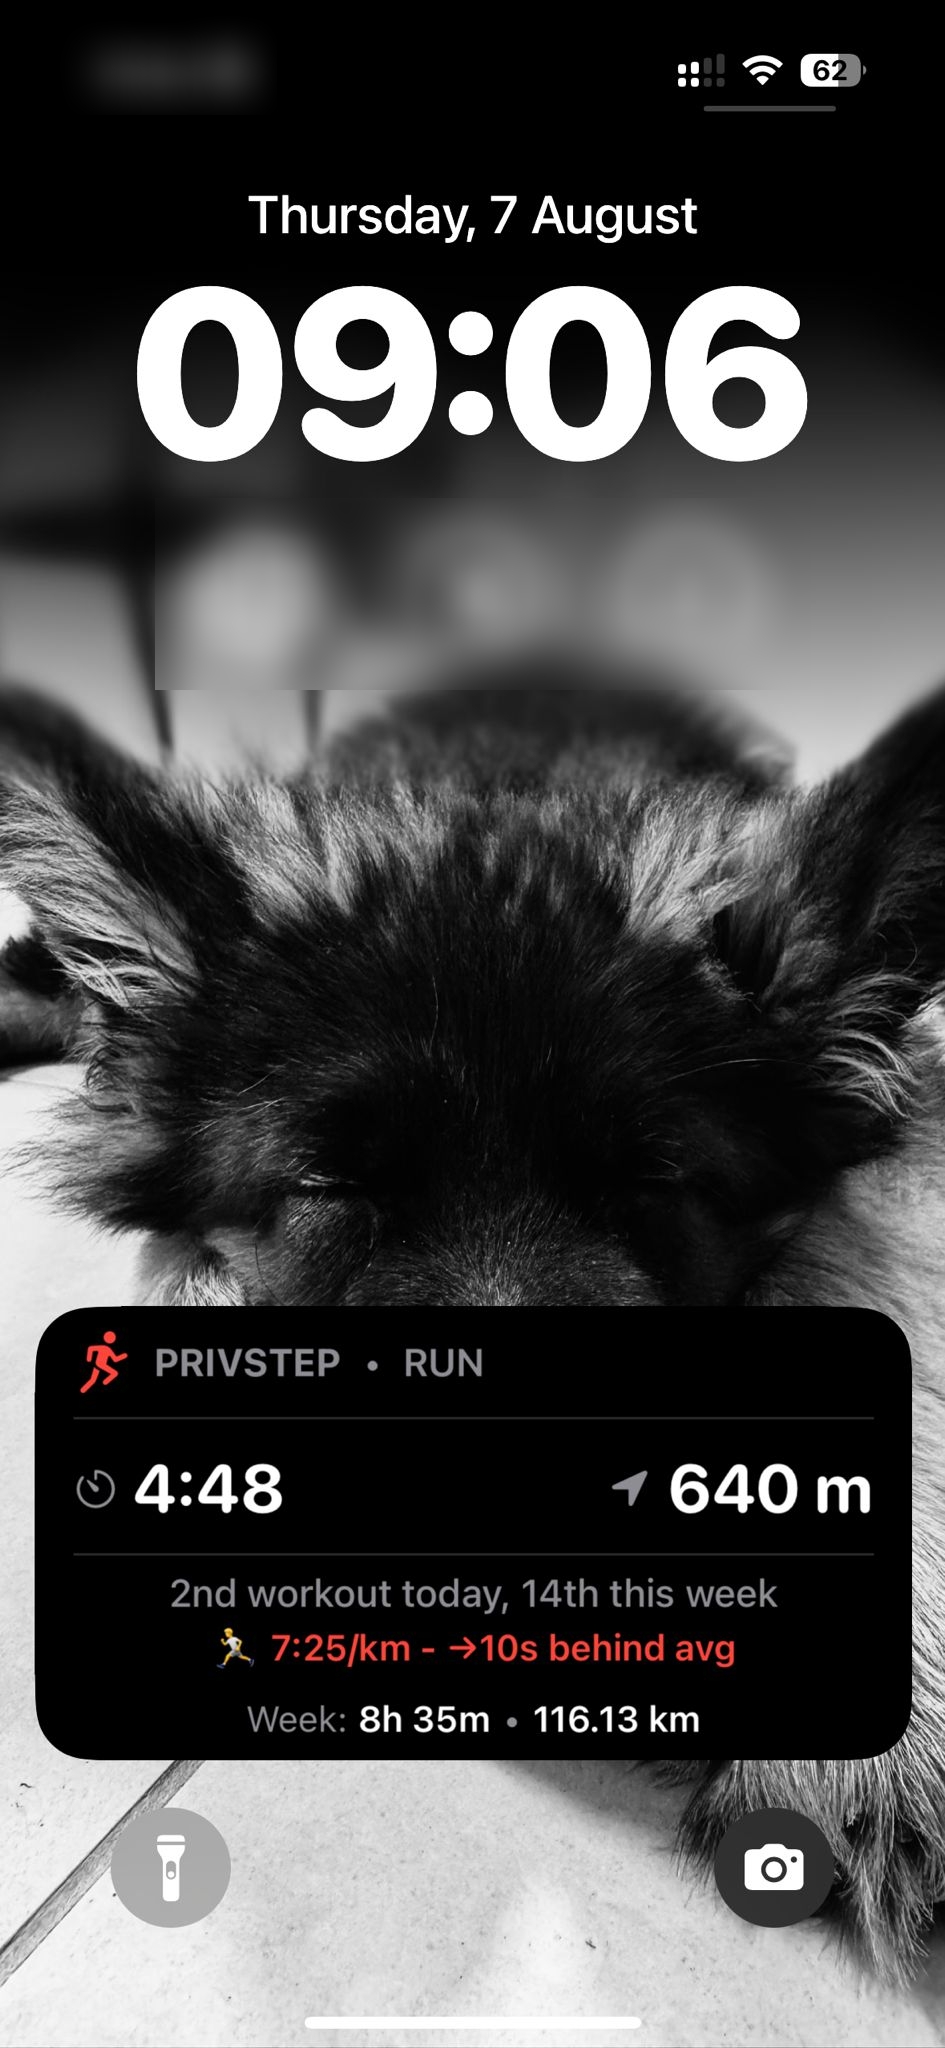 62
Thursday, 7 August
09:06
PRIVSTEP • RUN
4:48 640 m
2nd workout today, 14th this week
🏃 7:25/km - →10s behind avg
Week: 8h 35m • 116.13 km